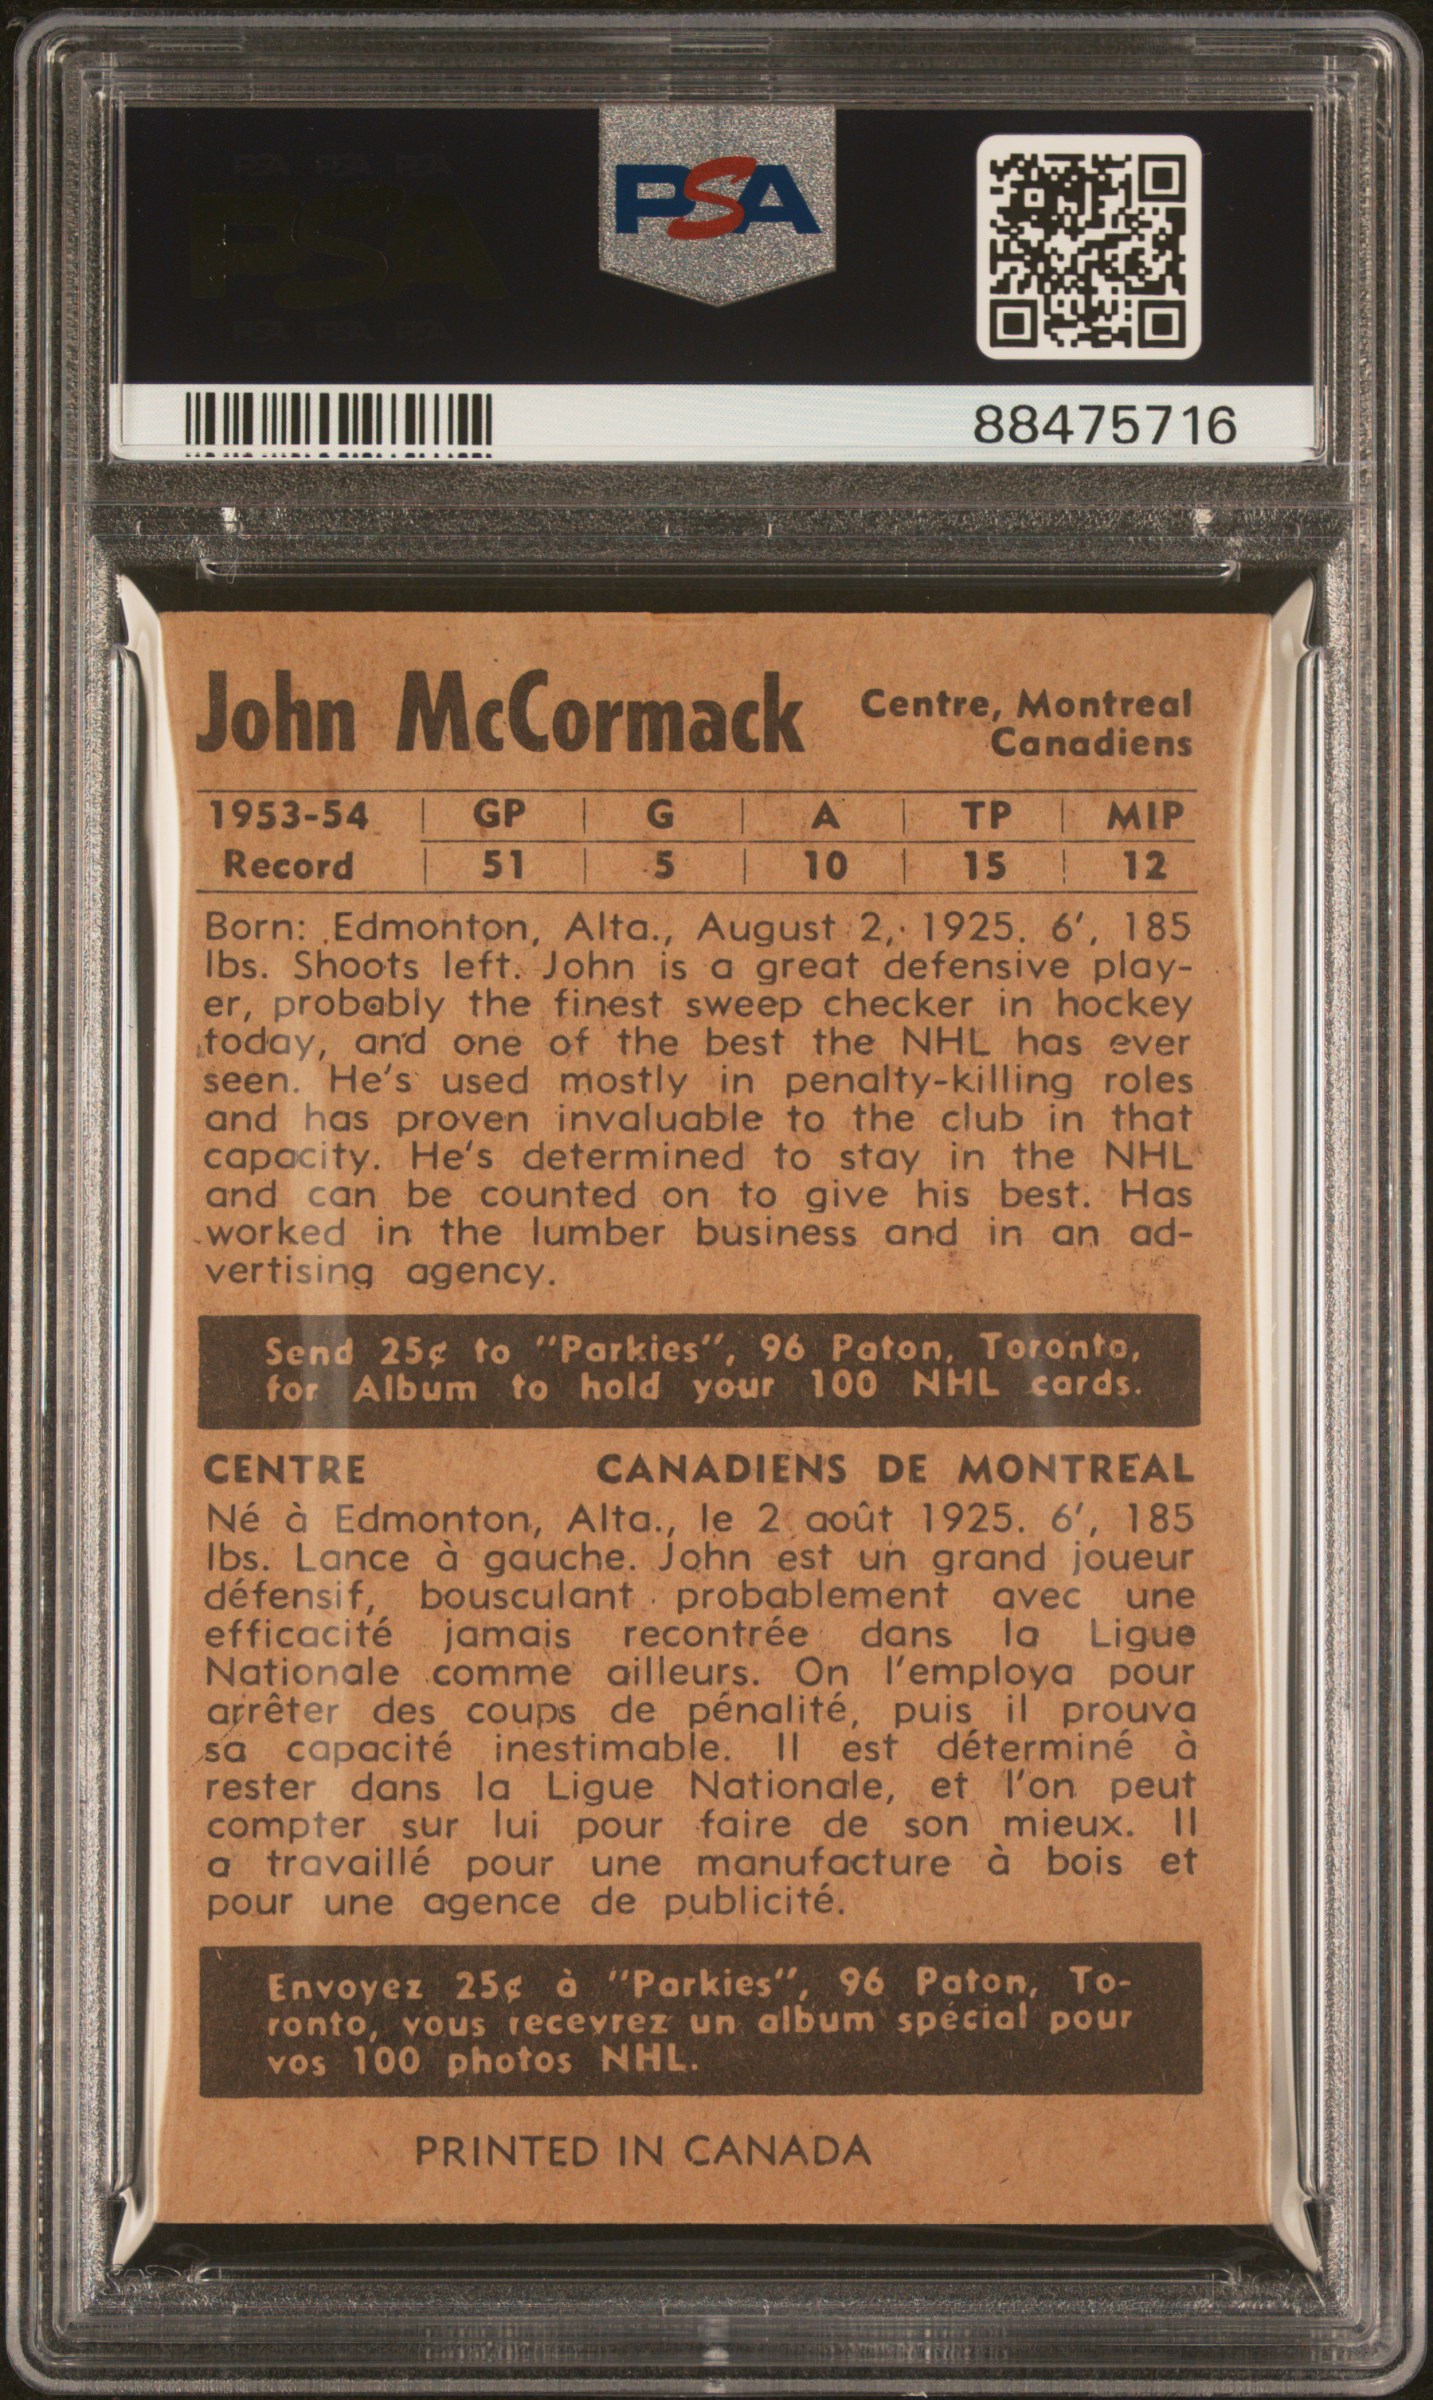 PSA PSA PSA
PSA
PSA PSA PSA
PSA
88475716
John McCormack
Centre, Montreal
Canadiens
1953-54 GP G A TP MIP
Record 51 5 10 15 12
Born: Edmonton, Alta., August 2, 1925. 6', 185
lbs. Shoots left. John is a great defensive play-
er, probably the finest sweep checker in hockey
today, and one of the best the NHL has ever
seen. He's used mostly in penalty-killing roles
and has proven invaluable to the club in that
capacity. He's determined to stay in the NHL
and can be counted on to give his best. Has
worked in the lumber business and in an ad-
vertising agency.
Send 25¢ to "Parkies", 96 Paton, Toronto,
for Album to hold your 100 NHL cards.
CENTRE CANADIENS DE MONTREAL
Né à Edmonton, Alta., le 2 août 1925. 6', 185
lbs. Lance à gauche. John est un grand joueur
défensif, bousculant probablement avec une
efficacité jamais recontrée dans la Ligue
Nationale comme ailleurs. On l'employa pour
arrêter des coups de pénalité, puis il prouva
sa capacité inestimable. Il est déterminé à
rester dans la Ligue Nationale, et l'on peut
compter sur lui pour faire de son mieux. Il
a travaillé pour une manufacture à bois et
pour une agence de publicité.
Envoyez 25¢ à "Parkies", 96 Paton, To-
ronto, vous recevrez un album spécial pour
vos 100 photos NHL.
PRINTED IN CANADA